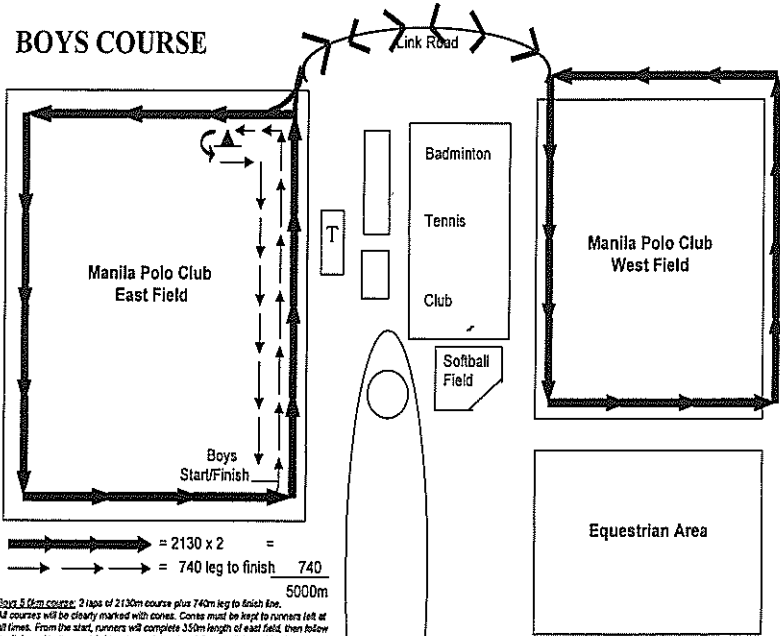 BOYS COURSE
Link Road
Badminton
T
Tennis
Manila Polo Club
East Field
Manila Polo Club
West Field
Club
Softball
Field
Boys
Start/Finish
Equestrian Area
= 2130 x 2 =
= 740 leg to finish 740
5000m
Boys 5.0km course: 2 laps of 2130m course plus 740m leg to finish line.
All courses will be clearly marked with cones. Cones must be kept to runners left at
all times. From the start, runners will complete 350m length of east field, then follow